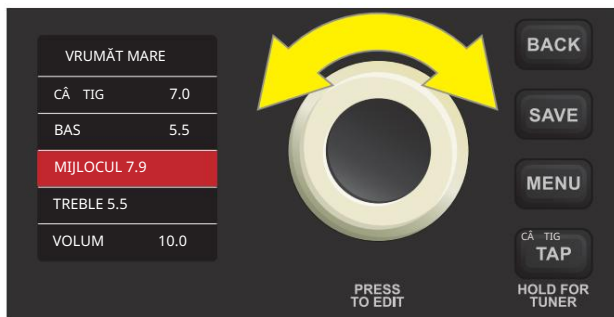 VRUMĂT MARE
CÂ TIG 7.0
BAS 5.5
MIJLOCUL 7.9
TREBLE 5.5
VOLUM 10.0
PRESS
TO EDIT
BACK
SAVE
MENU
CÂ TIG
TAP
HOLD FOR
TUNER